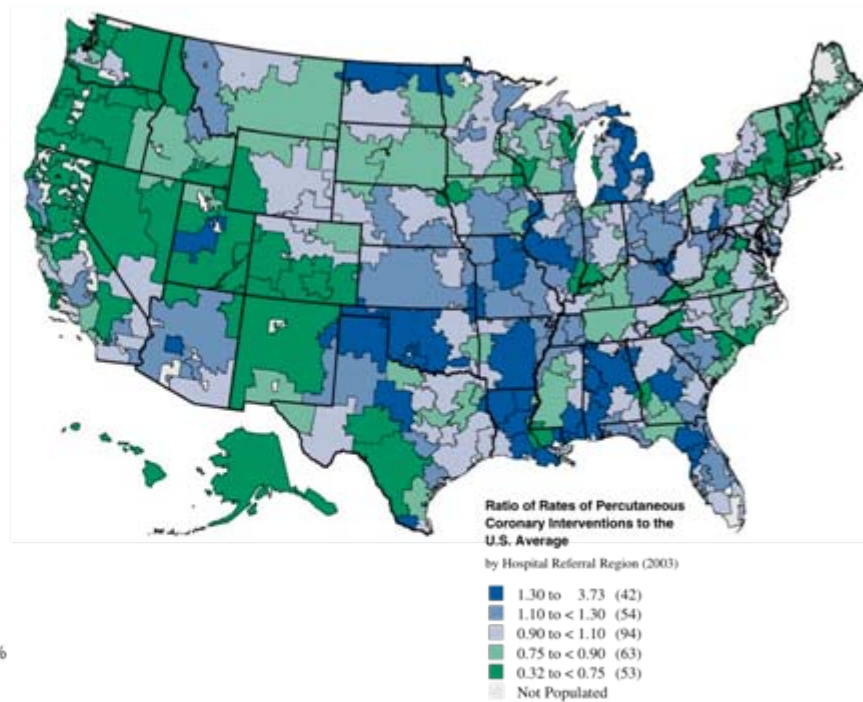 Ratio of Rates of Percutaneous
Coronary Interventions to the
U.S. Average
by Hospital Referral Region (2003)
1.30 to 3.73 (42)
1.10 to < 1.30 (54)
0.90 to < 1.10 (94)
0.75 to < 0.90 (63)
0.32 to < 0.75 (53)
Not Populated
%